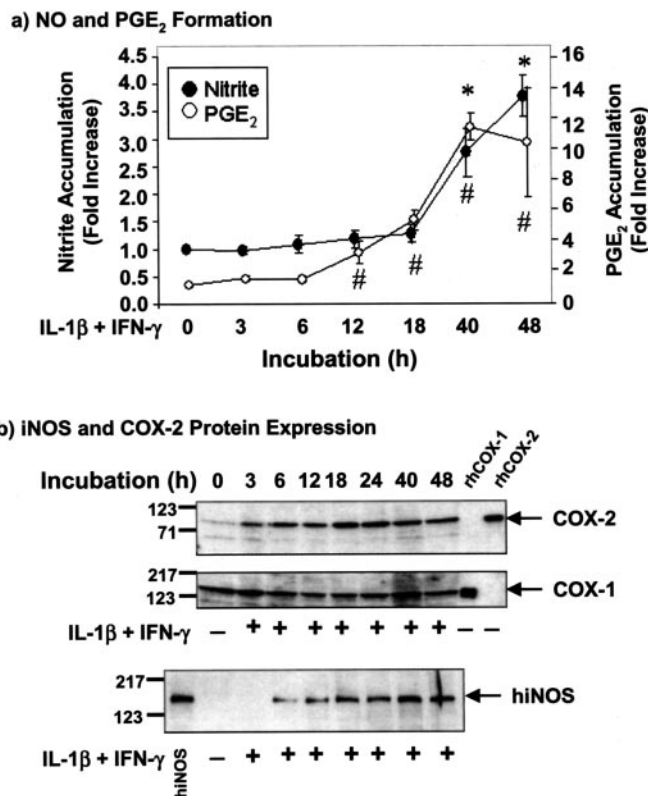 a) NO and PGE₂ Formation
Nitrite Accumulation
(Fold Increase)
4.5
4.0
3.5
3.0
2.5
2.0
1.5
1.0
0.5
0.0
Nitrite
PGE₂
* *
# # # #
16
14
12
10
8
6
4
2
0
PGE₂ Accumulation
(Fold Increase)
IL-1β + IFN-γ 0 3 6 12 18 40 48
Incubation (h)
b) iNOS and COX-2 Protein Expression
Incubation (h) 0 3 6 12 18 24 40 48 rhCOX-1 rhCOX-2
123
71
COX-2
217
123
COX-1
IL-1β + IFN-γ – + + + + + + + – –
217
123
hiNOS
IL-1β + IFN-γ hiNOS – + + + + + + +